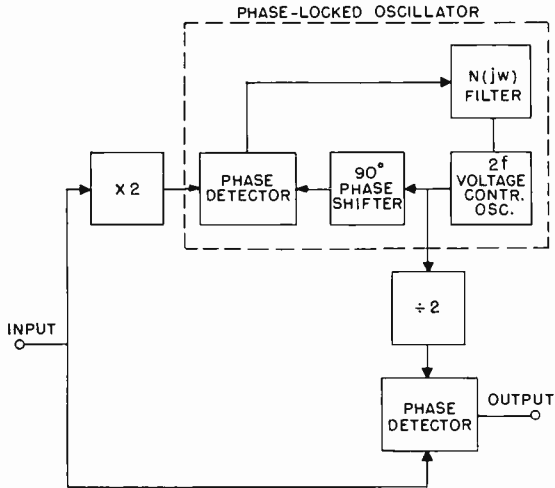 PHASE-LOCKED OSCILLATOR
N(jw)
FILTER
X 2
PHASE
DETECTOR
90°
PHASE
SHIFTER
2f
VOLTAGE
CONTR.
OSC.
÷ 2
INPUT
PHASE
DETECTOR
OUTPUT